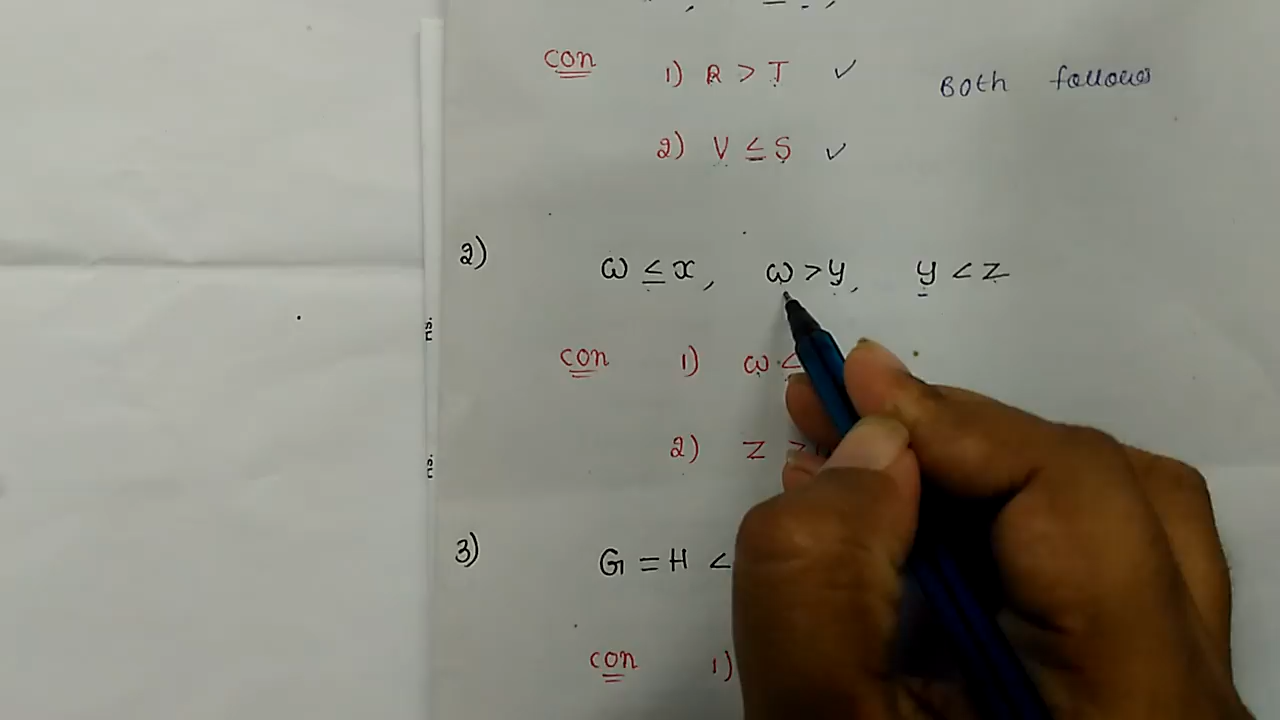 con 1) R > T ✓ Both follows
2) V ≤ S ✓
2) ω ≤ x, ω > y, y < z
con 1) ω <
2) z >
3) G = H <
con 1)